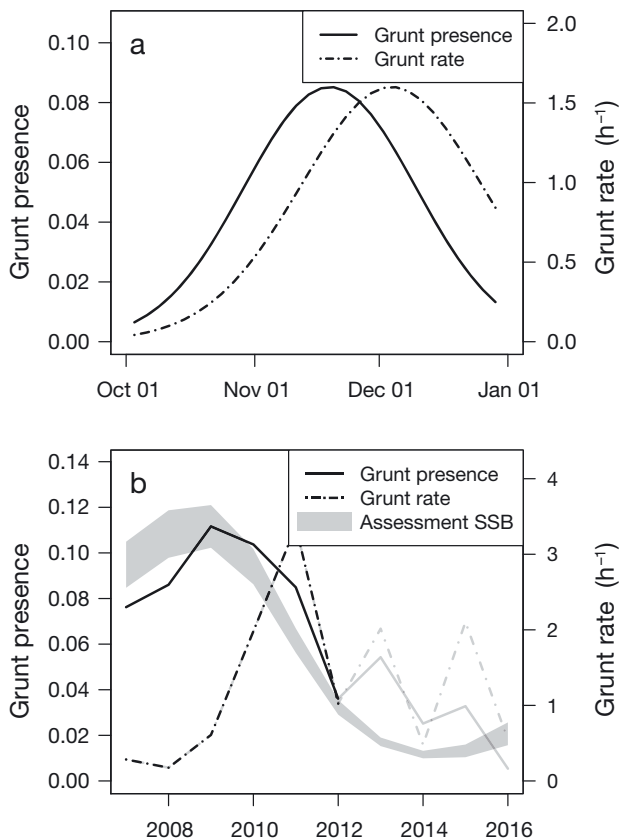 a
Grunt presence
Grunt rate
0.10
0.08
0.06
0.04
0.02
0.00
Grunt presence
2.0
1.5
1.0
0.5
0.0
Grunt rate (h⁻¹)
Oct 01 Nov 01 Dec 01 Jan 01
b
Grunt presence
Grunt rate
Assessment SSB
0.14
0.12
0.10
0.08
0.06
0.04
0.02
0.00
Grunt presence
4
3
2
1
0
Grunt rate (h⁻¹)
2008 2010 2012 2014 2016